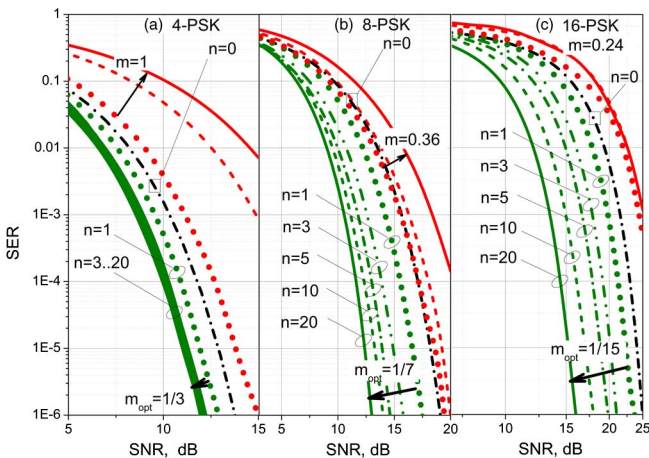 (a) 4-PSK
(b) 8-PSK
(c) 16-PSK
1
0.1
0.01
1E-3
1E-4
1E-5
1E-6
SER
m=1
n=0
n=1
n=3..20
m_opt=1/3
5
10
15
SNR, dB
n=0
m=0.36
n=1
n=3
n=5
n=10
n=20
m_opt=1/7
5
10
15
20
SNR, dB
m=0.24
n=0
n=1
n=3
n=5
n=10
n=20
m_opt=1/15
10
15
20
25
SNR, dB